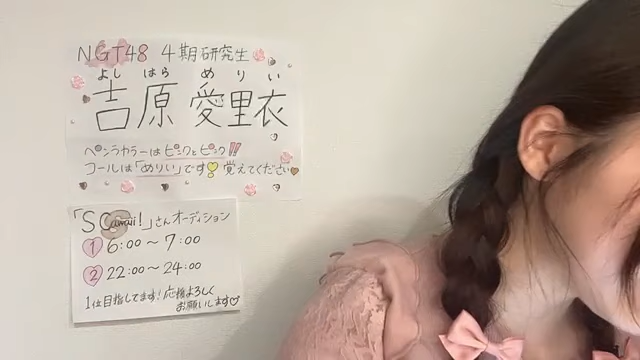 NGT48 4期研究生
よし はら め り い
吉原 愛里衣
ペンラカラーはピンクとピンク!!
コールは「めりい」です 覚えてください
「S Cawaii!」さんオーディション
1 6:00〜7:00
2 22:00〜24:00
1位目指してます!応援よろしく
お願いします♡